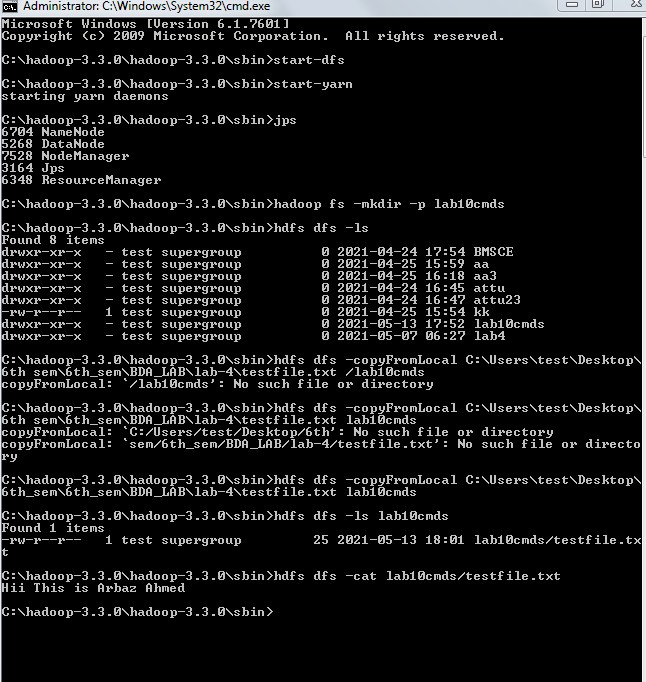 Administrator: C:\Windows\System32\cmd.exe
Microsoft Windows [Version 6.1.7601]
Copyright (c) 2009 Microsoft Corporation.  All rights reserved.
C:\hadoop-3.3.0\hadoop-3.3.0\sbin>start-dfs
C:\hadoop-3.3.0\hadoop-3.3.0\sbin>start-yarn
starting yarn daemons
C:\hadoop-3.3.0\hadoop-3.3.0\sbin>jps
6704 NameNode
5268 DataNode
7528 NodeManager
3164 Jps
6348 ResourceManager
C:\hadoop-3.3.0\hadoop-3.3.0\sbin>hadoop fs -mkdir -p lab10cmds
C:\hadoop-3.3.0\hadoop-3.3.0\sbin>hdfs dfs -ls
Found 8 items
drwxr-xr-x   - test supergroup          0 2021-04-24 17:54 BMSCE
drwxr-xr-x   - test supergroup          0 2021-04-25 15:59 aa
drwxr-xr-x   - test supergroup          0 2021-04-25 16:18 aa3
drwxr-xr-x   - test supergroup          0 2021-04-24 16:45 attu
drwxr-xr-x   - test supergroup          0 2021-04-24 16:47 attu23
-rw-r--r--   1 test supergroup          0 2021-04-25 15:54 kk
drwxr-xr-x   - test supergroup          0 2021-05-13 17:52 lab10cmds
drwxr-xr-x   - test supergroup          0 2021-05-07 06:27 lab4
C:\hadoop-3.3.0\hadoop-3.3.0\sbin>hdfs dfs -copyFromLocal C:\Users\test\Desktop\
6th sem\6th_sem\BDA_LAB\lab-4\testfile.txt /lab10cmds
copyFromLocal: `/lab10cmds': No such file or directory
C:\hadoop-3.3.0\hadoop-3.3.0\sbin>hdfs dfs -copyFromLocal C:\Users\test\Desktop\
6th sem\6th_sem\BDA_LAB\lab-4\testfile.txt lab10cmds
copyFromLocal: `C:/Users/test/Desktop/6th': No such file or directory
copyFromLocal: `sem/6th_sem/BDA_LAB/lab-4/testfile.txt': No such file or directo
ry
C:\hadoop-3.3.0\hadoop-3.3.0\sbin>hdfs dfs -copyFromLocal C:\Users\test\Desktop\
6th_sem\6th_sem\BDA_LAB\lab-4\testfile.txt lab10cmds
C:\hadoop-3.3.0\hadoop-3.3.0\sbin>hdfs dfs -ls lab10cmds
Found 1 items
-rw-r--r--   1 test supergroup         25 2021-05-13 18:01 lab10cmds/testfile.tx
t
C:\hadoop-3.3.0\hadoop-3.3.0\sbin>hdfs dfs -cat lab10cmds/testfile.txt
Hii This is Arbaz Ahmed
C:\hadoop-3.3.0\hadoop-3.3.0\sbin>